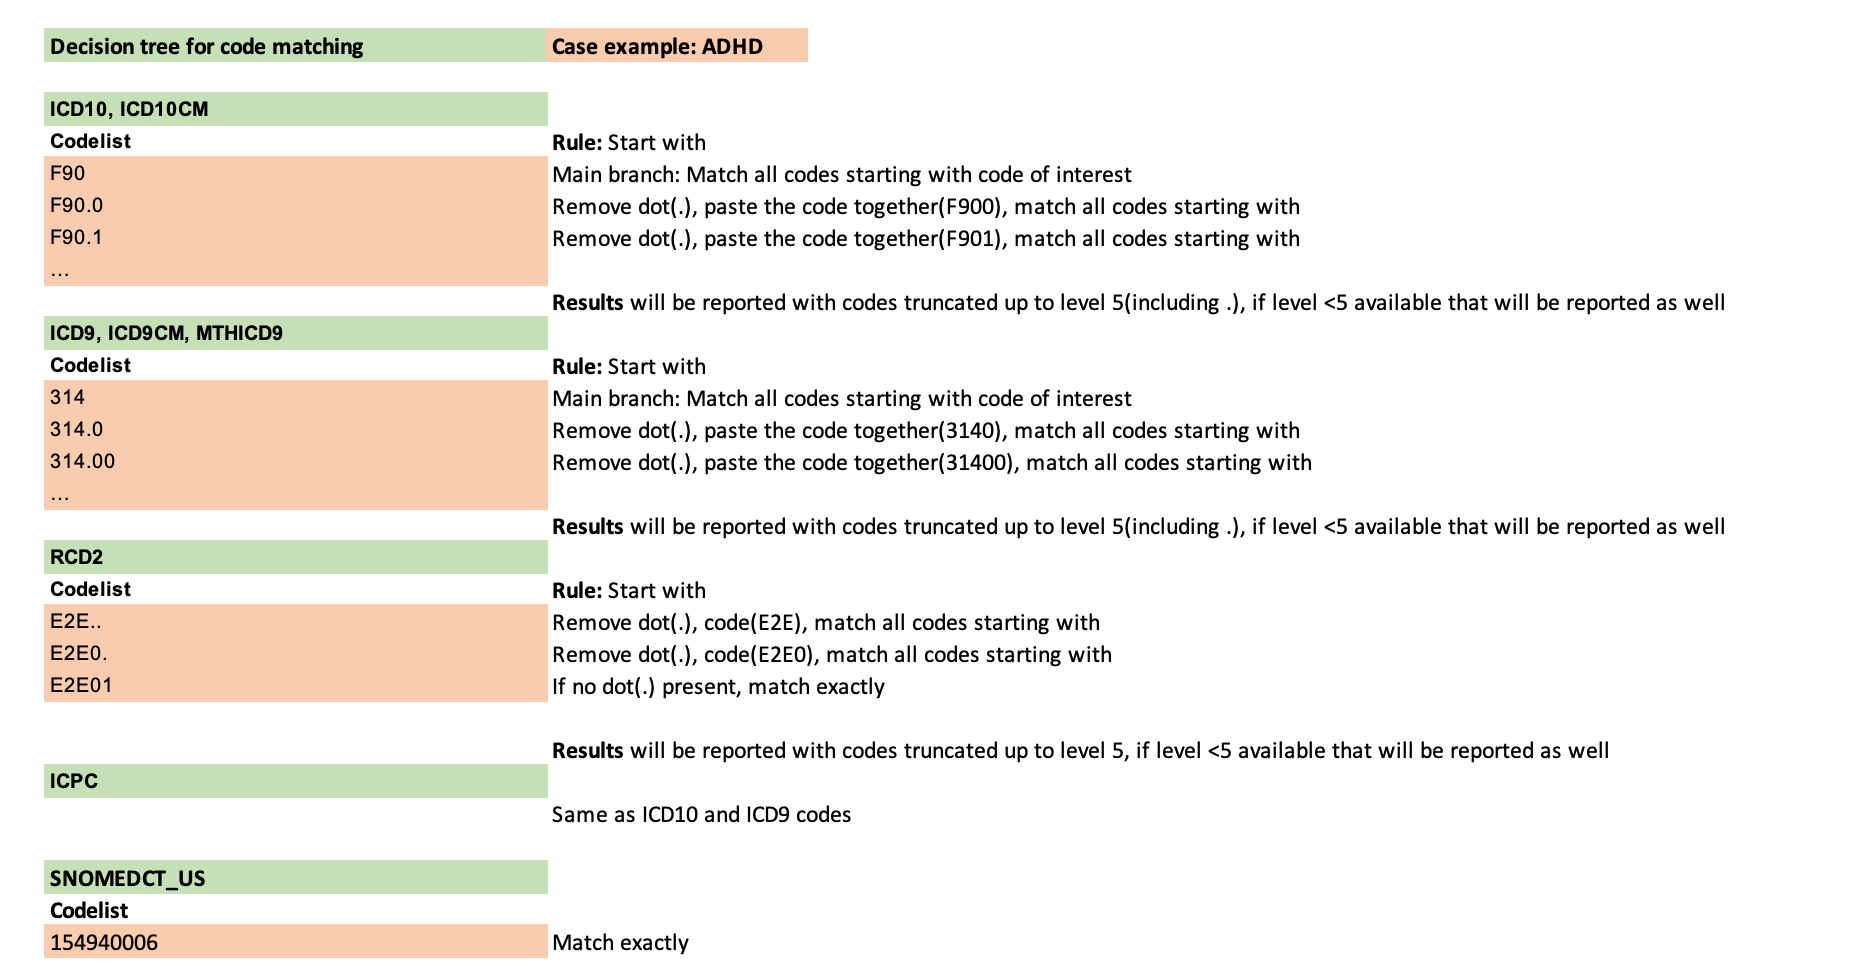 Decision tree for code matching Case example: ADHD
ICD10, ICD10CM
Codelist Rule: Start with
F90 Main branch: Match all codes starting with code of interest
F90.0 Remove dot(.), paste the code together(F900), match all codes starting with
F90.1 Remove dot(.), paste the code together(F901), match all codes starting with
...
Results will be reported with codes truncated up to level 5(including .), if level <5 available that will be reported as well
ICD9, ICD9CM, MTHICD9
Codelist Rule: Start with
314 Main branch: Match all codes starting with code of interest
314.0 Remove dot(.), paste the code together(3140), match all codes starting with
314.00 Remove dot(.), paste the code together(31400), match all codes starting with
...
Results will be reported with codes truncated up to level 5(including .), if level <5 available that will be reported as well
RCD2
Codelist Rule: Start with
E2E.. Remove dot(.), code(E2E), match all codes starting with
E2E0. Remove dot(.), code(E2E0), match all codes starting with
E2E01 If no dot(.) present, match exactly
Results will be reported with codes truncated up to level 5, if level <5 available that will be reported as well
ICPC
Same as ICD10 and ICD9 codes
SNOMEDCT_US
Codelist
154940006 Match exactly